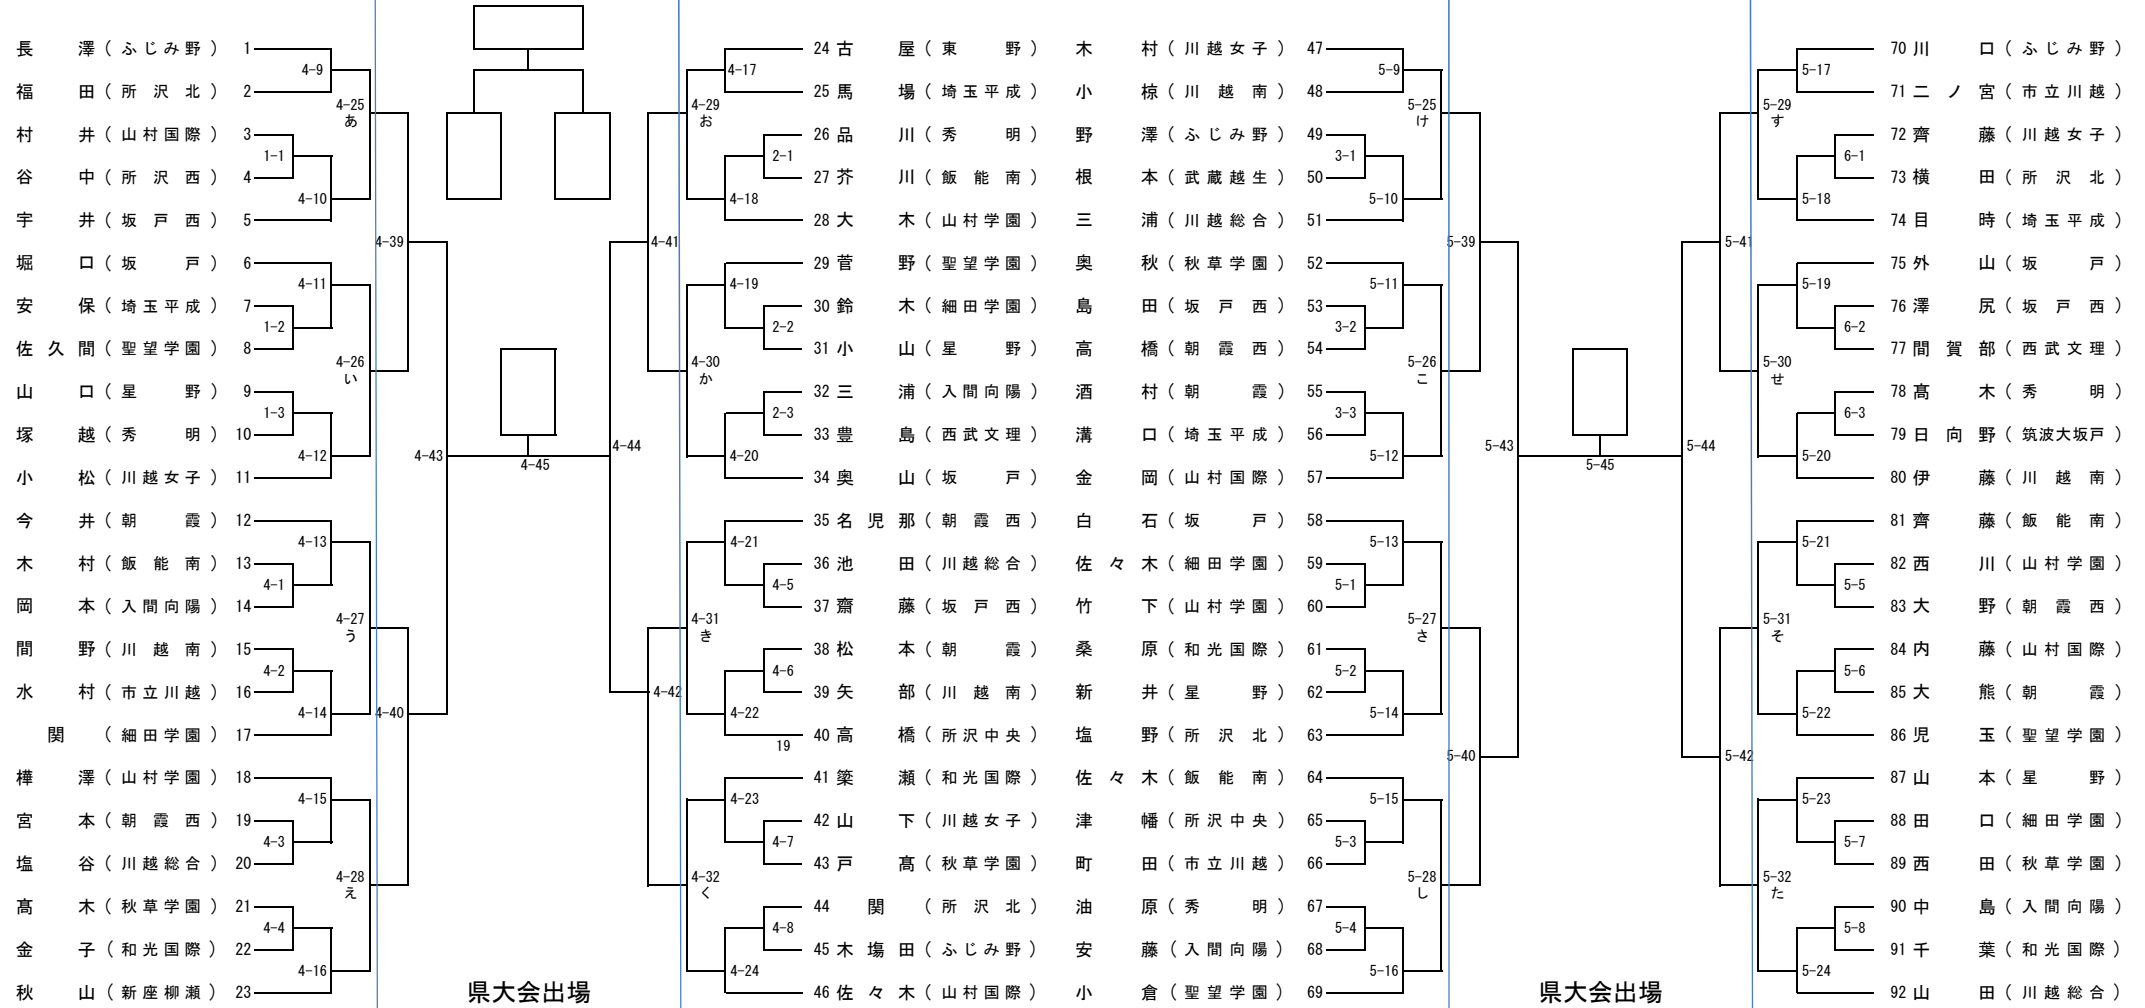 長澤（ふじみ野） 1
4-9
福田（所沢北） 2
4-25
あ
村井（山村国際） 3
1-1
谷中（所沢西） 4
4-10
宇井（坂戸西） 5
4-39
堀口（坂戸） 6
4-11
安保（埼玉平成） 7
1-2
佐久間（聖望学園） 8
4-26
い
山口（星野） 9
1-3
塚越（秀明） 10
4-12
小松（川越女子） 11
4-43
今井（朝霞） 12
4-13
木村（飯能南） 13
4-1
岡本（入間向陽） 14
4-27
う
間野（川越南） 15
4-2
水村（市立川越） 16
4-14
4-40
関（細田学園） 17
樺澤（山村学園） 18
4-15
宮本（朝霞西） 19
4-3
塩谷（川越総合） 20
4-28
え
髙木（秋草学園） 21
4-4
金子（和光国際） 22
4-16
秋山（新座柳瀬） 23
4-45
県大会出場
24 古屋（東野）
4-17
25 馬場（埼玉平成）
4-29
お
26 品川（秀明）
2-1
27 芥川（飯能南）
4-18
28 大木（山村学園）
4-41
29 菅野（聖望学園）
4-19
30 鈴木（細田学園）
2-2
31 小山（星野）
4-30
か
32 三浦（入間向陽）
2-3
33 豊島（西武文理）
4-44
4-20
34 奥山（坂戸）
35 名児那（朝霞西）
4-21
36 池田（川越総合）
4-5
37 齋藤（坂戸西）
4-31
き
38 松本（朝霞）
4-6
39 矢部（川越南）
4-42
4-22
40 高橋（所沢中央）
19
41 築瀬（和光国際）
4-23
42 山下（川越女子）
4-7
43 戸髙（秋草学園）
4-32
く
44 関（所沢北）
4-8
45 木塲田（ふじみ野）
4-24
46 佐々木（山村国際）
木村（川越女子） 47
5-9
小椋（川越南） 48
5-25
け
野澤（ふじみ野） 49
3-1
根本（武蔵越生） 50
5-10
三浦（川越総合） 51
5-39
奥秋（秋草学園） 52
5-11
島田（坂戸西） 53
3-2
高橋（朝霞西） 54
5-26
こ
酒村（朝霞） 55
3-3
溝口（埼玉平成） 56
5-12
金岡（山村国際） 57
5-43
白石（坂戸） 58
5-13
佐々木（細田学園） 59
5-1
竹下（山村学園） 60
5-27
さ
桑原（和光国際） 61
5-2
新井（星野） 62
5-14
塩野（所沢北） 63
5-40
佐々木（飯能南） 64
5-15
津幡（所沢中央） 65
5-3
町田（市立川越） 66
5-28
し
油原（秀明） 67
5-4
安藤（入間向陽） 68
5-16
小倉（聖望学園） 69
5-45
県大会出場
70 川口（ふじみ野）
5-17
71 二ノ宮（市立川越）
5-29
す
72 齊藤（川越女子）
6-1
73 横田（所沢北）
5-18
74 目時（埼玉平成）
5-41
75 外山（坂戸）
5-19
76 澤尻（坂戸西）
6-2
77 間賀部（西武文理）
5-30
せ
78 髙木（秀明）
6-3
79 日向野（筑波大坂戸）
5-44
5-20
80 伊藤（川越南）
81 齊藤（飯能南）
5-21
82 西川（山村学園）
5-5
83 大野（朝霞西）
5-31
そ
84 内藤（山村国際）
5-6
85 大熊（朝霞）
5-22
86 児玉（聖望学園）
5-42
87 山本（星野）
5-23
88 田口（細田学園）
5-7
89 西田（秋草学園）
5-32
た
90 中島（入間向陽）
5-8
91 千葉（和光国際）
5-24
92 山田（川越総合）